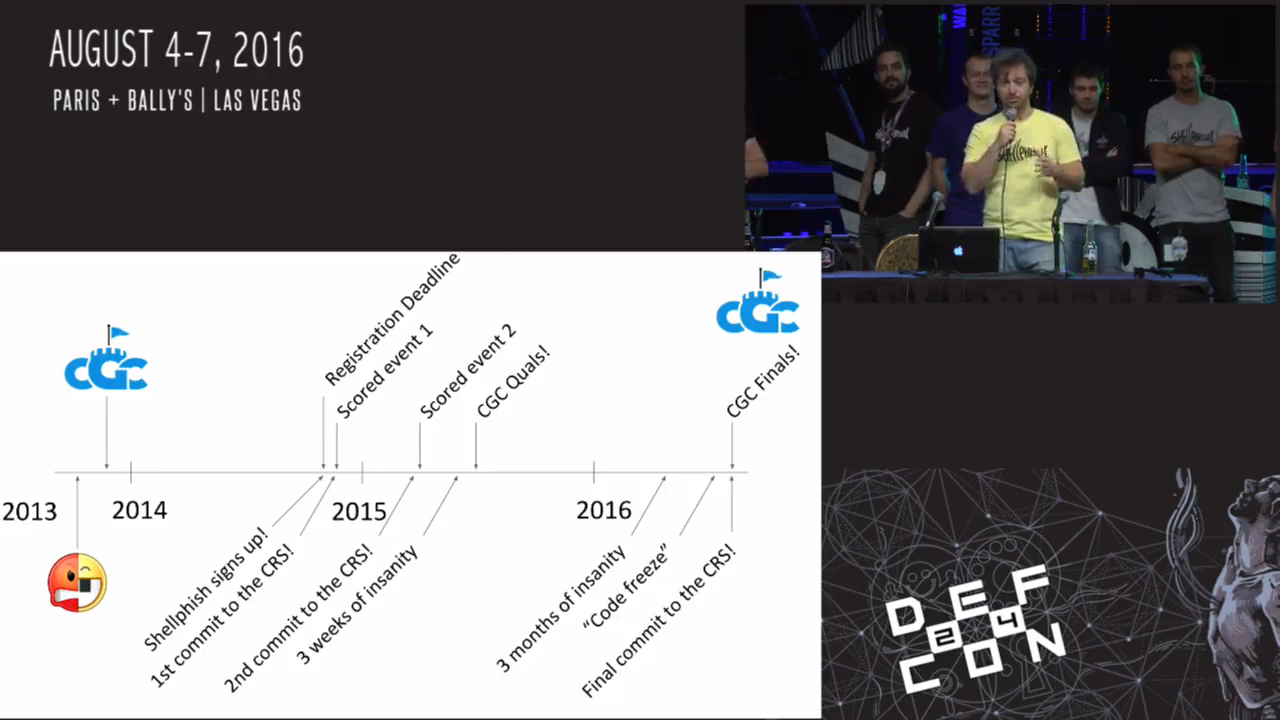 AUGUST 4-7, 2016
PARIS + BALLY'S | LAS VEGAS
CGC
CGC
Registration Deadline
Scored event 1
Scored event 2
CGC Quals!
CGC Finals!
2013
2014
2015
2016
Shellphish signs up!
1st commit to the CRS!
2nd commit to the CRS!
3 weeks of insanity
3 months of insanity
“Code freeze”
Final commit to the CRS!
DEF
24
CON